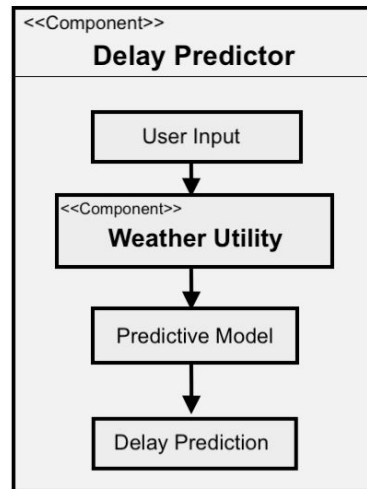 <<Component>>
Delay Predictor
User Input
<<Component>>
Weather Utility
Predictive Model
Delay Prediction